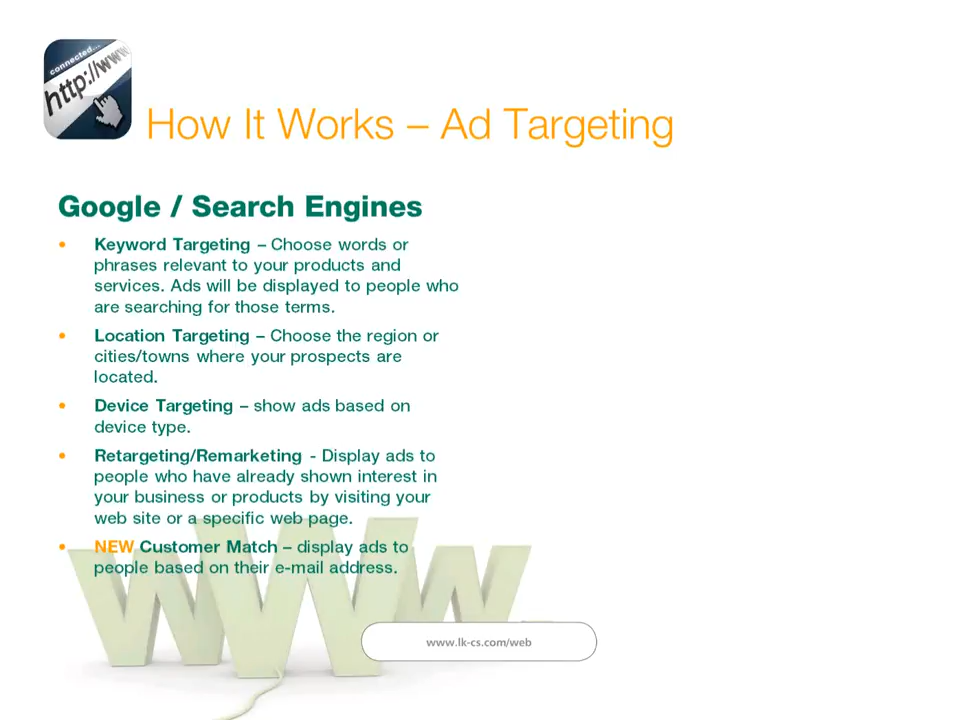 connected...
http://www
How It Works – Ad Targeting
Google / Search Engines
• Keyword Targeting – Choose words or
phrases relevant to your products and
services. Ads will be displayed to people who
are searching for those terms.
• Location Targeting – Choose the region or
cities/towns where your prospects are
located.
• Device Targeting – show ads based on
device type.
• Retargeting/Remarketing - Display ads to
people who have already shown interest in
your business or products by visiting your
web site or a specific web page.
• NEW Customer Match – display ads to
people based on their e-mail address.
WWW
www.lk-cs.com/web